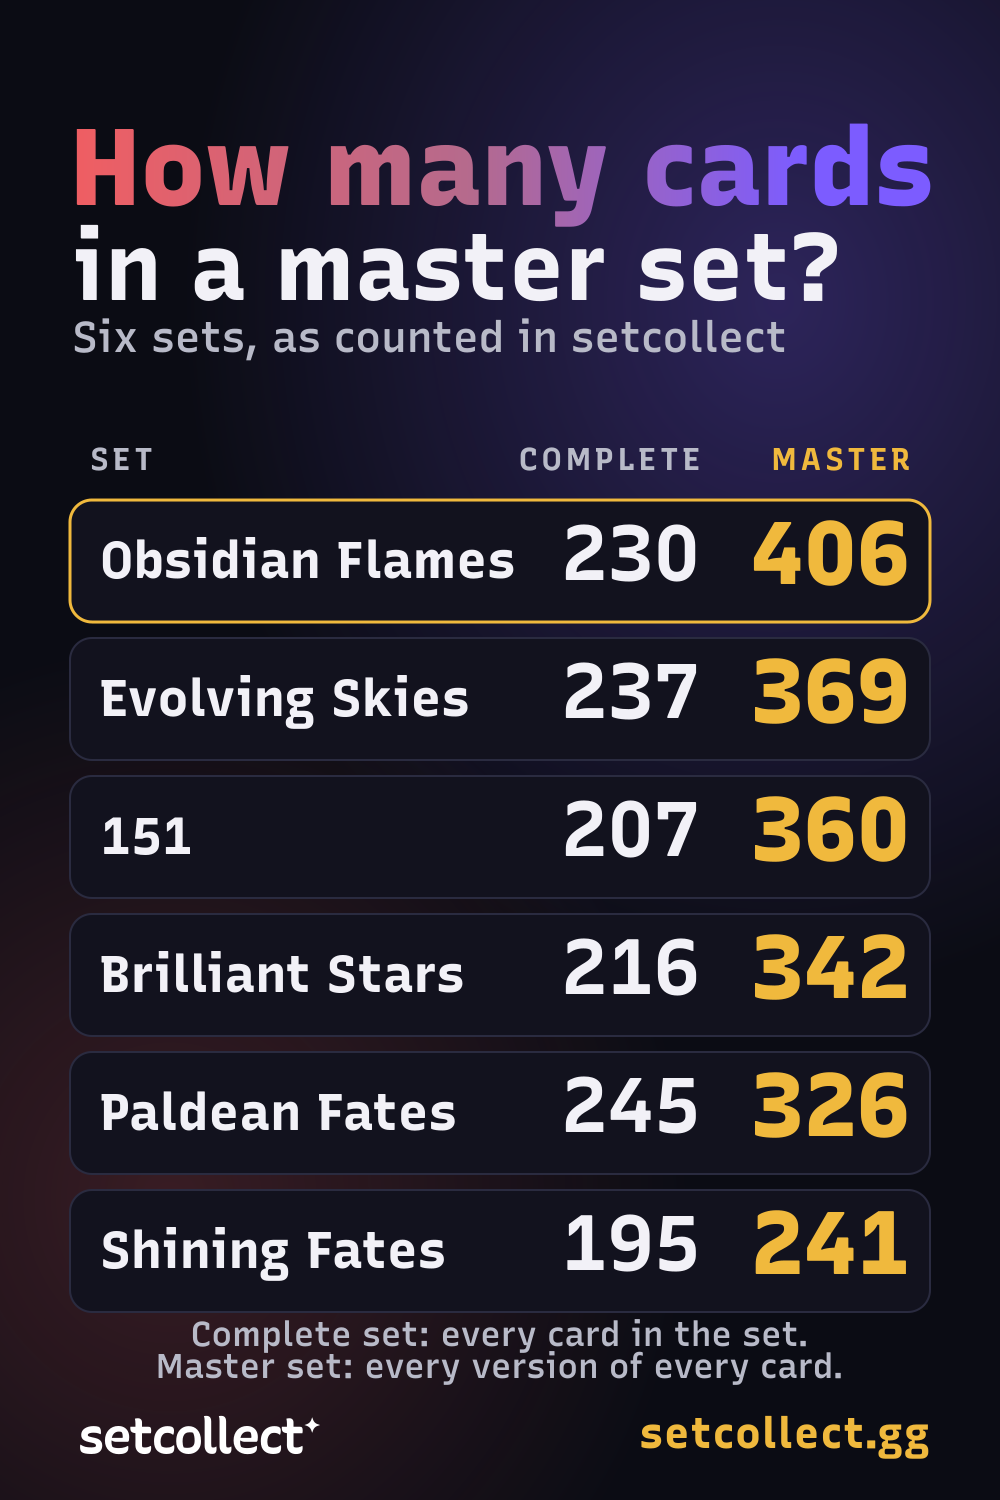 How many cards
in a master set?
Six sets, as counted in setcollect
SET COMPLETE MASTER
Obsidian Flames 230 406
Evolving Skies 237 369
151 207 360
Brilliant Stars 216 342
Paldean Fates 245 326
Shining Fates 195 241
Complete set: every card in the set.
Master set: every version of every card.
setcollect setcollect.gg